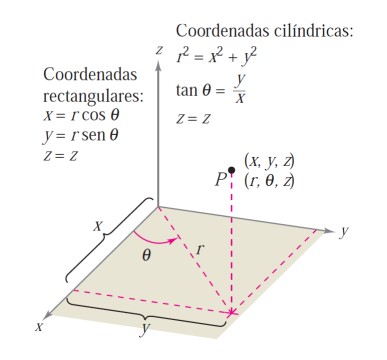 Coordenadas cilíndricas:
r² = x² + y²
tan θ = y/x
z = z
Coordenadas
rectangulares:
x = r cos θ
y = r sen θ
z = z
z
P
(x, y, z)
(r, θ, z)
x
θ
r
y
x
y